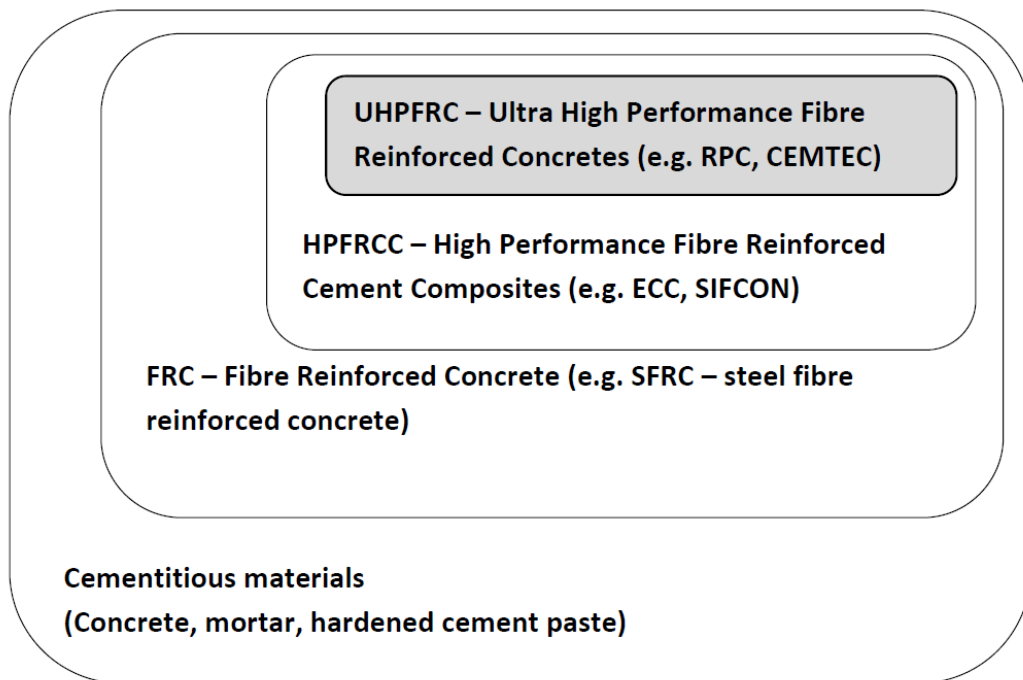 UHPFRC – Ultra High Performance Fibre
Reinforced Concretes (e.g. RPC, CEMTEC)
HPFRCC – High Performance Fibre Reinforced
Cement Composites (e.g. ECC, SIFCON)
FRC – Fibre Reinforced Concrete (e.g. SFRC – steel fibre
reinforced concrete)
Cementitious materials
(Concrete, mortar, hardened cement paste)